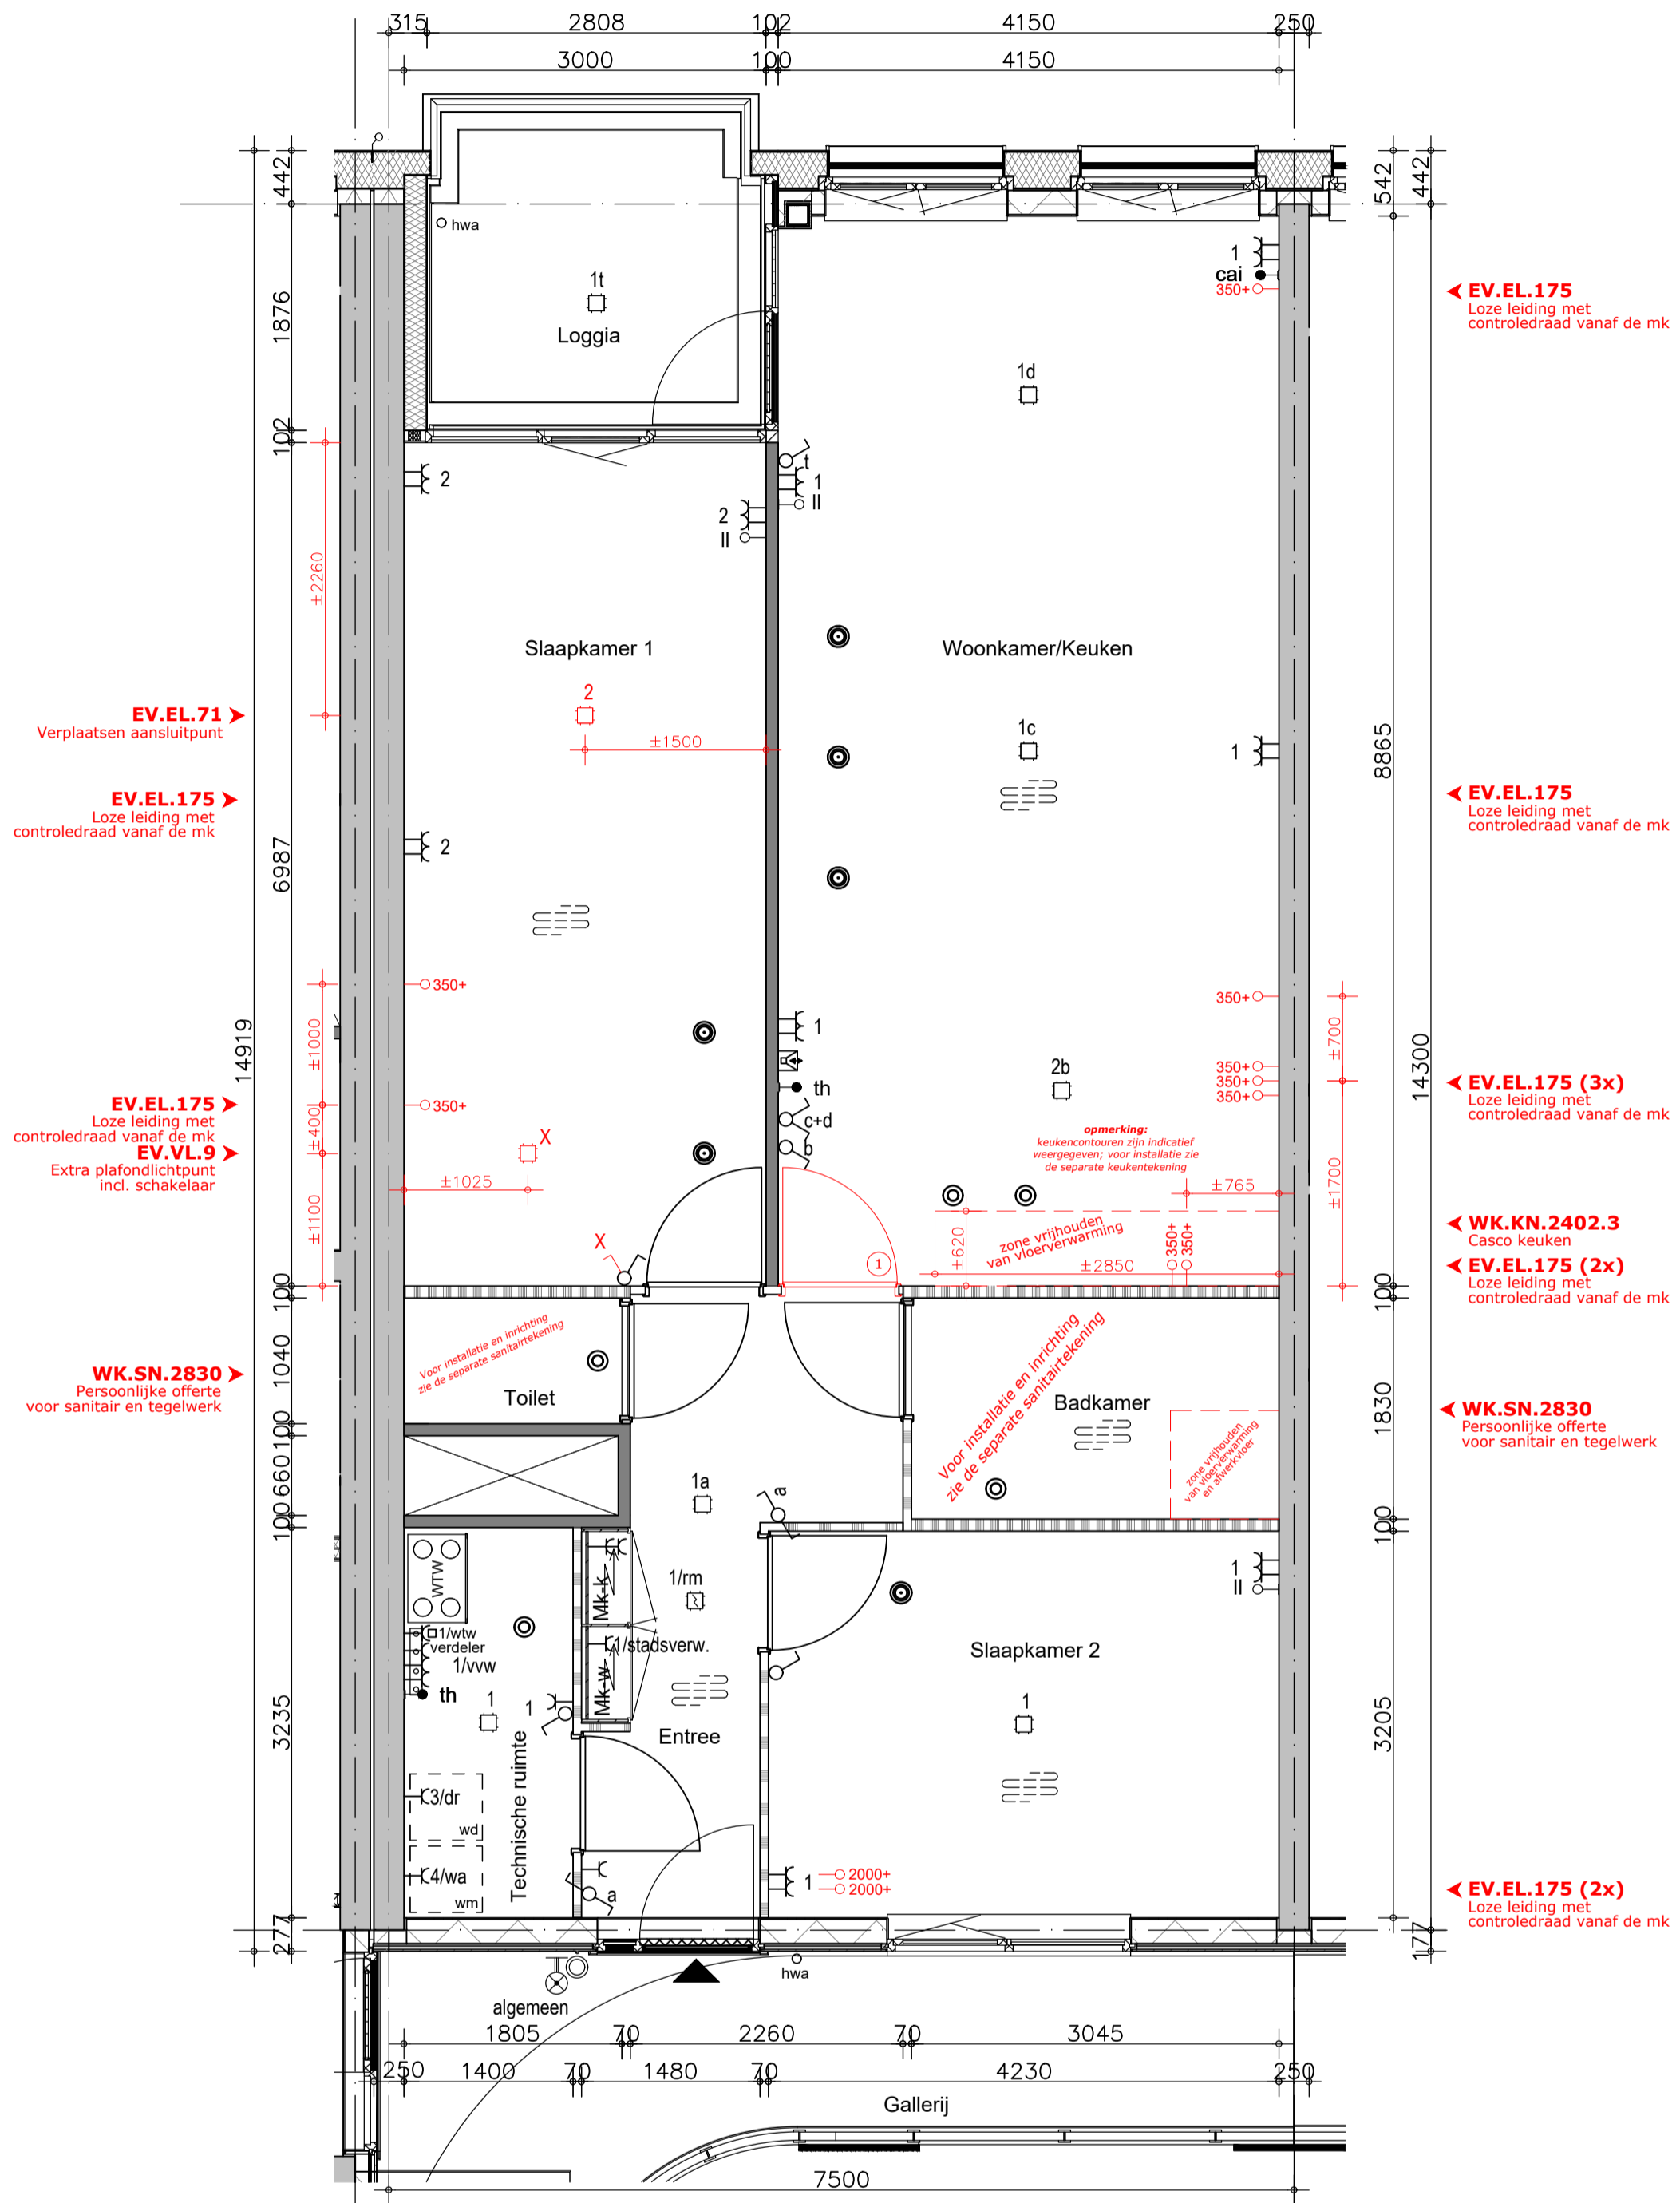 315
2808
102
4150
250
3000
100
4150
442
1876
102
6987
14919
100
1040
100
660
100
3235
277
542
442
8865
14300
100
1830
100
3205
177
hwa
1t
Loggia
1
cai
350+
1d
t
1
II
2
2
II
±2260
Slaapkamer 1
Woonkamer/Keuken
2
±1500
1c
1
2
350+
350+
±1000
±400
±1100
X
±1025
X
1
th
c+d
b
2b
350+
350+
350+
350+
±700
±1700
opmerking:
keukencontouren zijn indicatief
weergegeven; voor installatie zie
de separate keukentekening
±765
±620
zone vrijhouden
van vloerverwarming
350+
350+
±2850
1
Voor installatie en inrichting
zie de separate sanitairtekening
Toilet
Voor installatie en inrichting
zie de separate sanitairtekening
Badkamer
zone vrijhouden
van vloerverwarming
en afwerkvloer
1a
a
WTW
1/wtw
verdeler
1/vvw
th
1
1
Mk-k
1/rm
1/stadsverw.
Mk-w
Entree
Technische ruimte
3/dr
wd
4/wa
wm
a
1
II
Slaapkamer 2
1
1
2000+
2000+
hwa
algemeen
1805
70
2260
70
3045
250
1400
70
1480
70
4230
250
Gallerij
7500
EV.EL.71
Verplaatsen aansluitpunt
EV.EL.175
Loze leiding met
controledraad vanaf de mk
EV.EL.175
Loze leiding met
controledraad vanaf de mk
EV.VL.9
Extra plafondlichtpunt
incl. schakelaar
WK.SN.2830
Persoonlijke offerte
voor sanitair en tegelwerk
EV.EL.175
Loze leiding met
controledraad vanaf de mk
EV.EL.175
Loze leiding met
controledraad vanaf de mk
EV.EL.175 (3x)
Loze leiding met
controledraad vanaf de mk
WK.KN.2402.3
Casco keuken
EV.EL.175 (2x)
Loze leiding met
controledraad vanaf de mk
WK.SN.2830
Persoonlijke offerte
voor sanitair en tegelwerk
EV.EL.175 (2x)
Loze leiding met
controledraad vanaf de mk